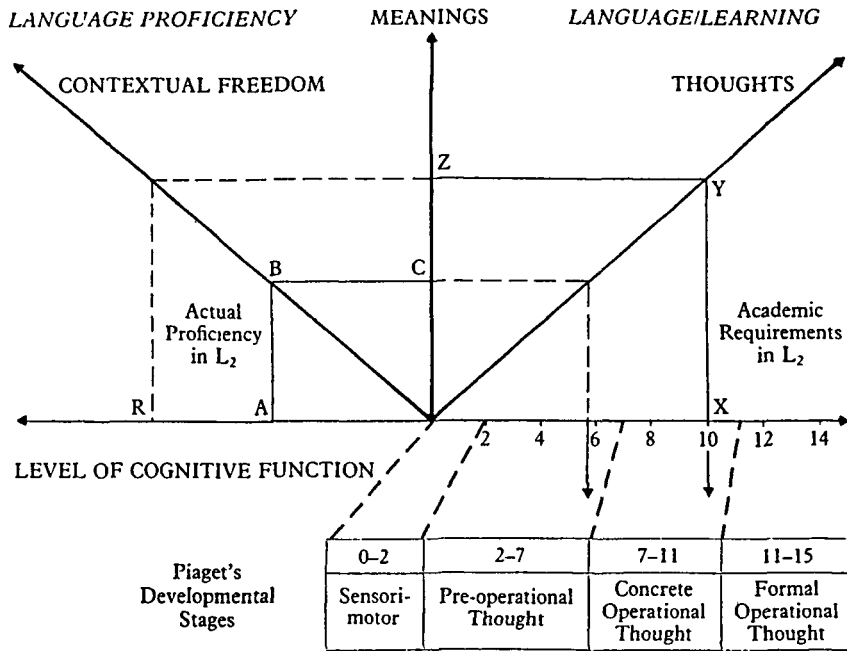 LANGUAGE PROFICIENCY MEANINGS LANGUAGE/LEARNING
CONTEXTUAL FREEDOM THOUGHTS
Z
Y
B C
Actual
Proficiency
in L2
Academic
Requirements
in L2
R A X
2 4 6 8 10 12 14
LEVEL OF COGNITIVE FUNCTION
Piaget's
Developmental
Stages
0–2 2–7 7–11 11–15
Sensori-
motor
Pre-operational
Thought
Concrete
Operational
Thought
Formal
Operational
Thought